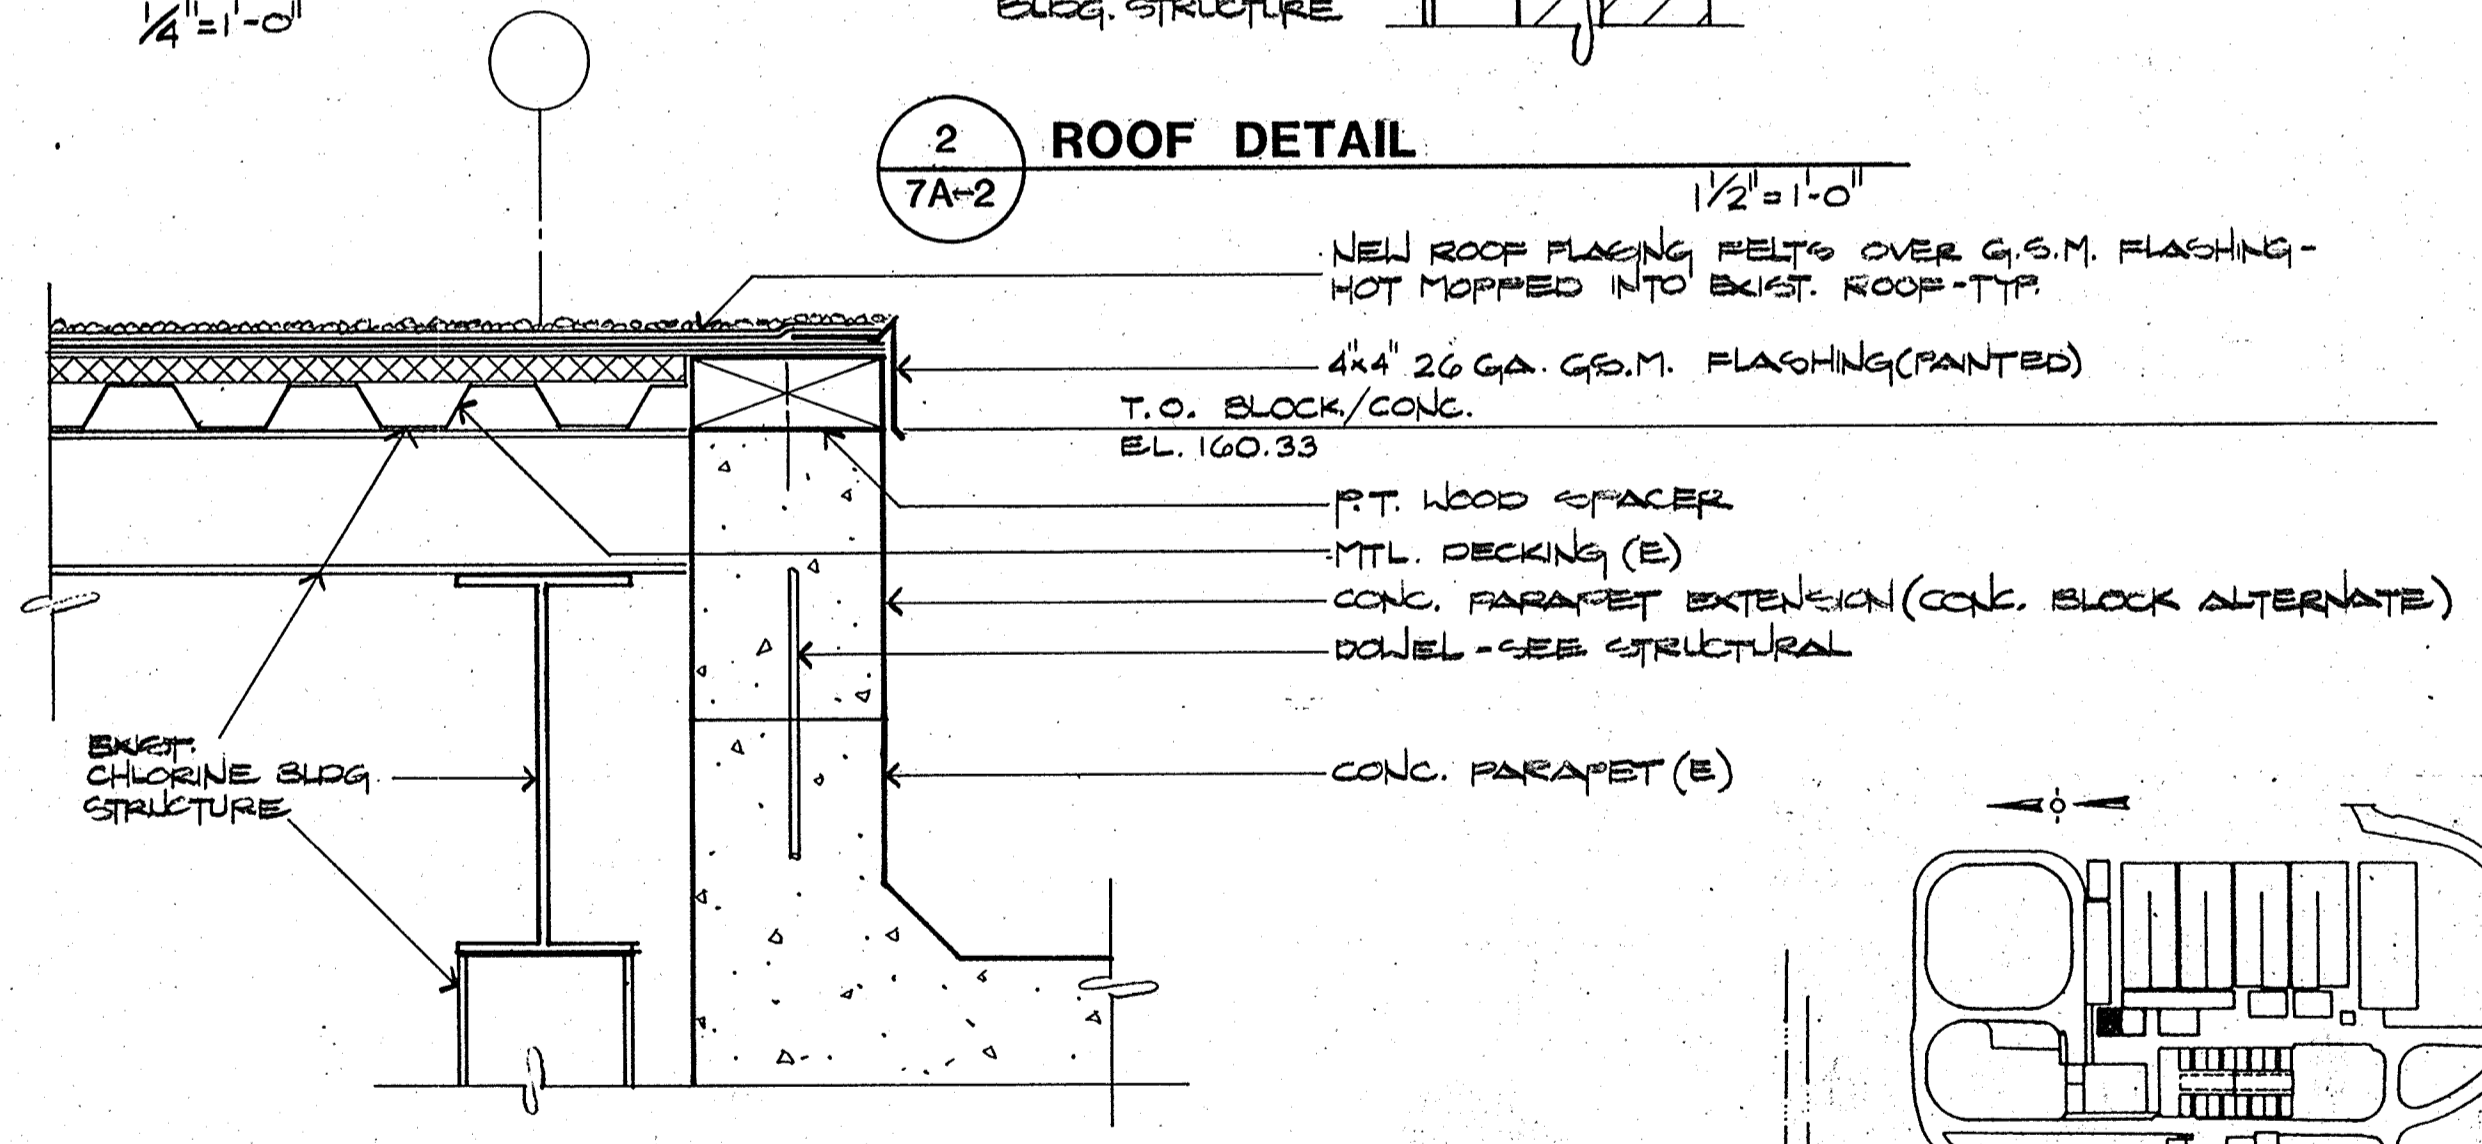 1/4"=1'-0"
BLDG. STRUCTURE
2
7A-2
ROOF DETAIL
1 1/2"=1'-0"
NEW ROOF FLASING FELTS OVER G.S.M. FLASHING-
HOT MOPPED INTO EXIST. ROOF-TYP.
4"x4" 26 GA. G.S.M. FLASHING(PAINTED)
T.O. BLOCK./CONC.
EL. 160.33
P.T. WOOD SPACER
MTL. DECKING (E)
CONC. PARAPET EXTENSION(CONC. BLOCK ALTERNATE)
DOWEL-SEE STRUCTURAL
CONC. PARAPET (E)
EXIST.
CHLORINE BLDG.
STRUCTURE